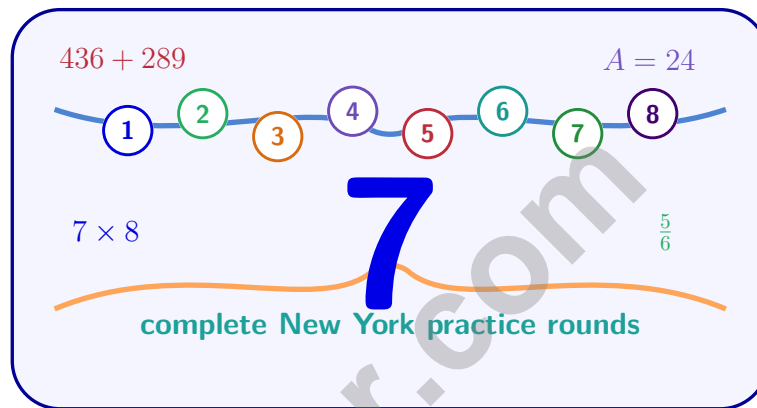 436 + 289
A = 24
1 2 3 4 5 6 7 8
7
7 × 8
5/6
complete New York practice rounds
r.com